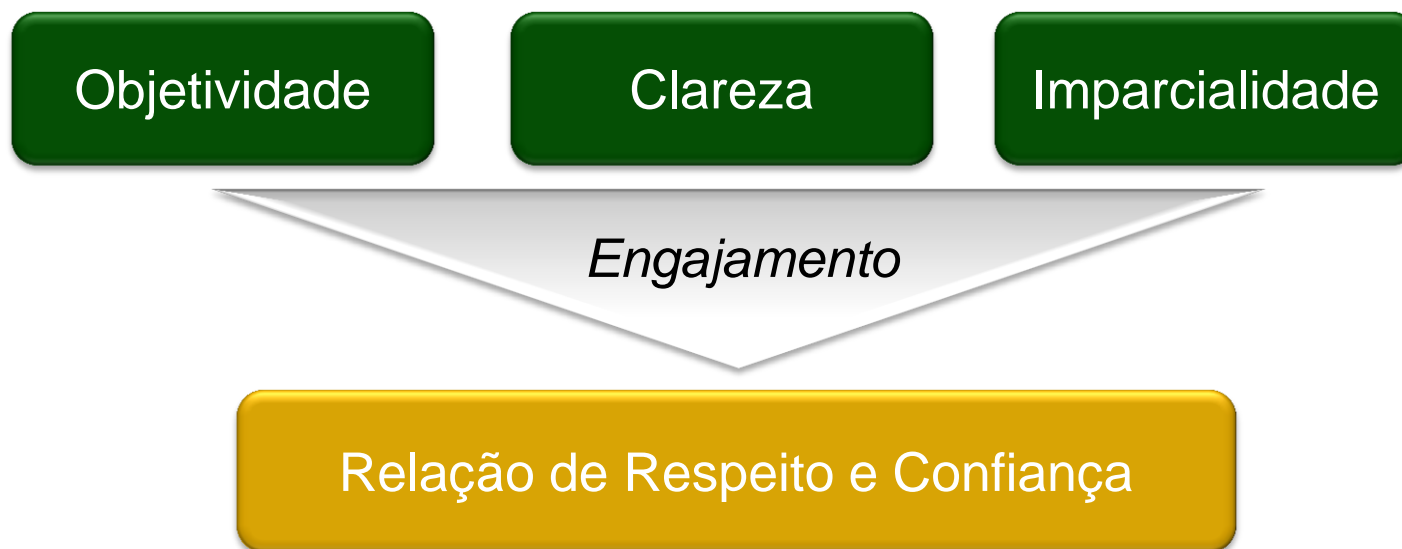 Objetividade
Clareza
Imparcialidade
Engajamento
Relação de Respeito e Confiança